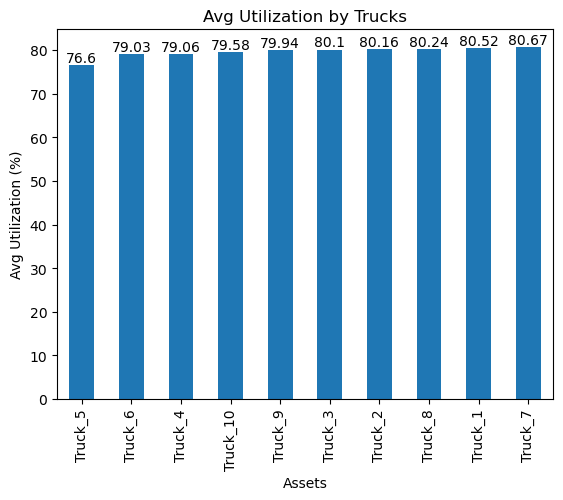 Avg Utilization by Trucks
76.6 79.03 79.06 79.58 79.94 80.1 80.16 80.24 80.52 80.67
Avg Utilization (%)
80
70
60
50
40
30
20
10
0
Truck_5 Truck_6 Truck_4 Truck_10 Truck_9 Truck_3 Truck_2 Truck_8 Truck_1 Truck_7
Assets